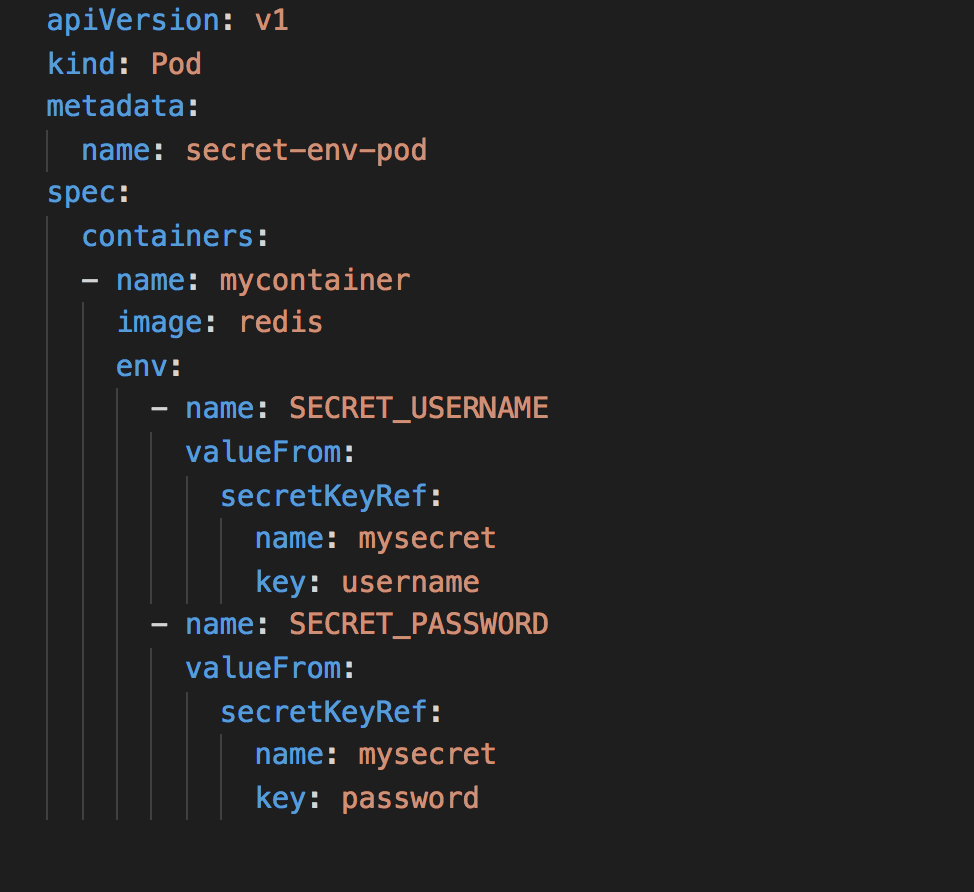 apiVersion: v1
kind: Pod
metadata:
  name: secret-env-pod
spec:
  containers:
  - name: mycontainer
    image: redis
    env:
      - name: SECRET_USERNAME
        valueFrom:
          secretKeyRef:
            name: mysecret
            key: username
      - name: SECRET_PASSWORD
        valueFrom:
          secretKeyRef:
            name: mysecret
            key: password